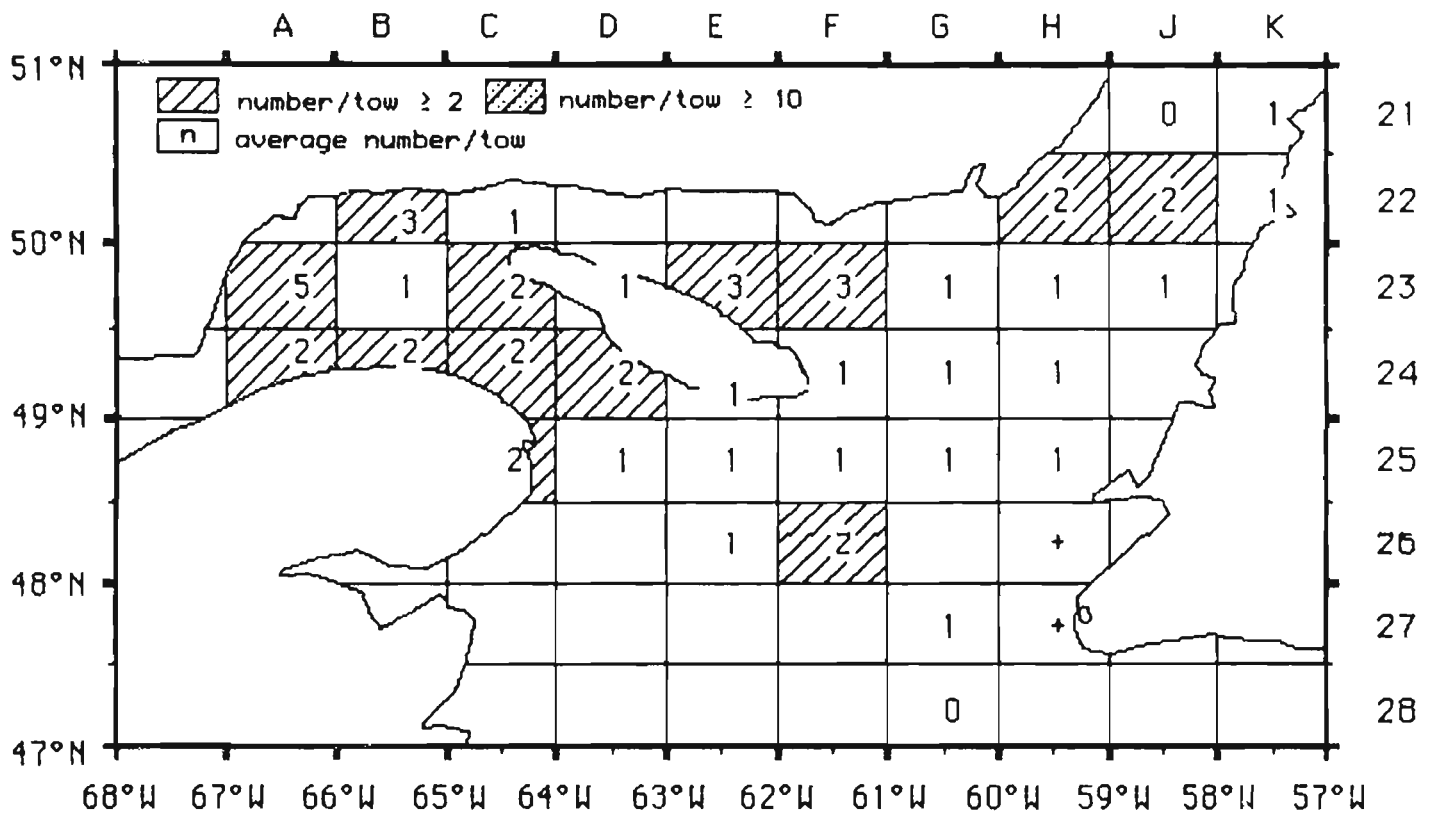 A B C D E F G H J K
51°N
number/tow ≥ 2 number/tow ≥ 10
n average number/tow
0 1 21
3 1 2 2 1 22
50°N
5 1 2 1 3 3 1 1 1 23
2 2 2 2 1 1 1 1 24
49°N
2 1 1 1 1 1 25
1 2 + 26
48°N
1 + 27
0 28
47°N
68°W 67°W 66°W 65°W 64°W 63°W 62°W 61°W 60°W 59°W 58°W 57°W